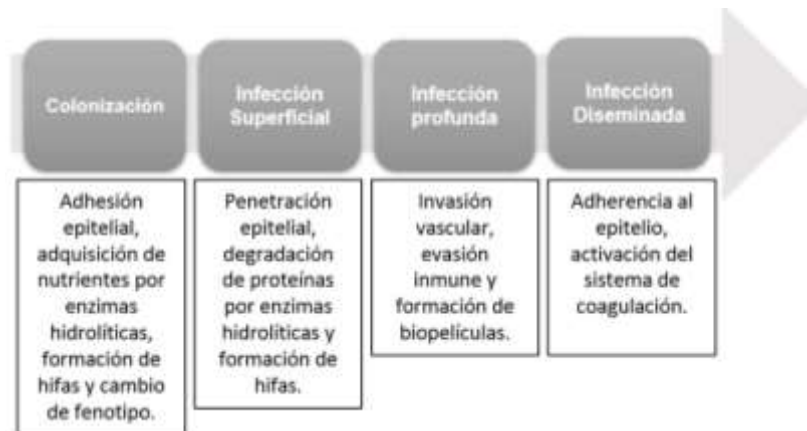 Colonización
Infección
Superficial
Infección
profunda
Infección
Diseminada
Adhesión
epitelial,
adquisición de
nutrientes por
enzimas
hidrolíticas,
formación de
hifas y cambio
de fenotipo.
Penetración
epitelial,
degradación
de proteínas
por enzimas
hidrolíticas y
formación de
hifas.
Invasión
vascular,
evasión
inmune y
formación de
biopelículas.
Adherencia al
epitelio,
activación del
sistema de
coagulación.